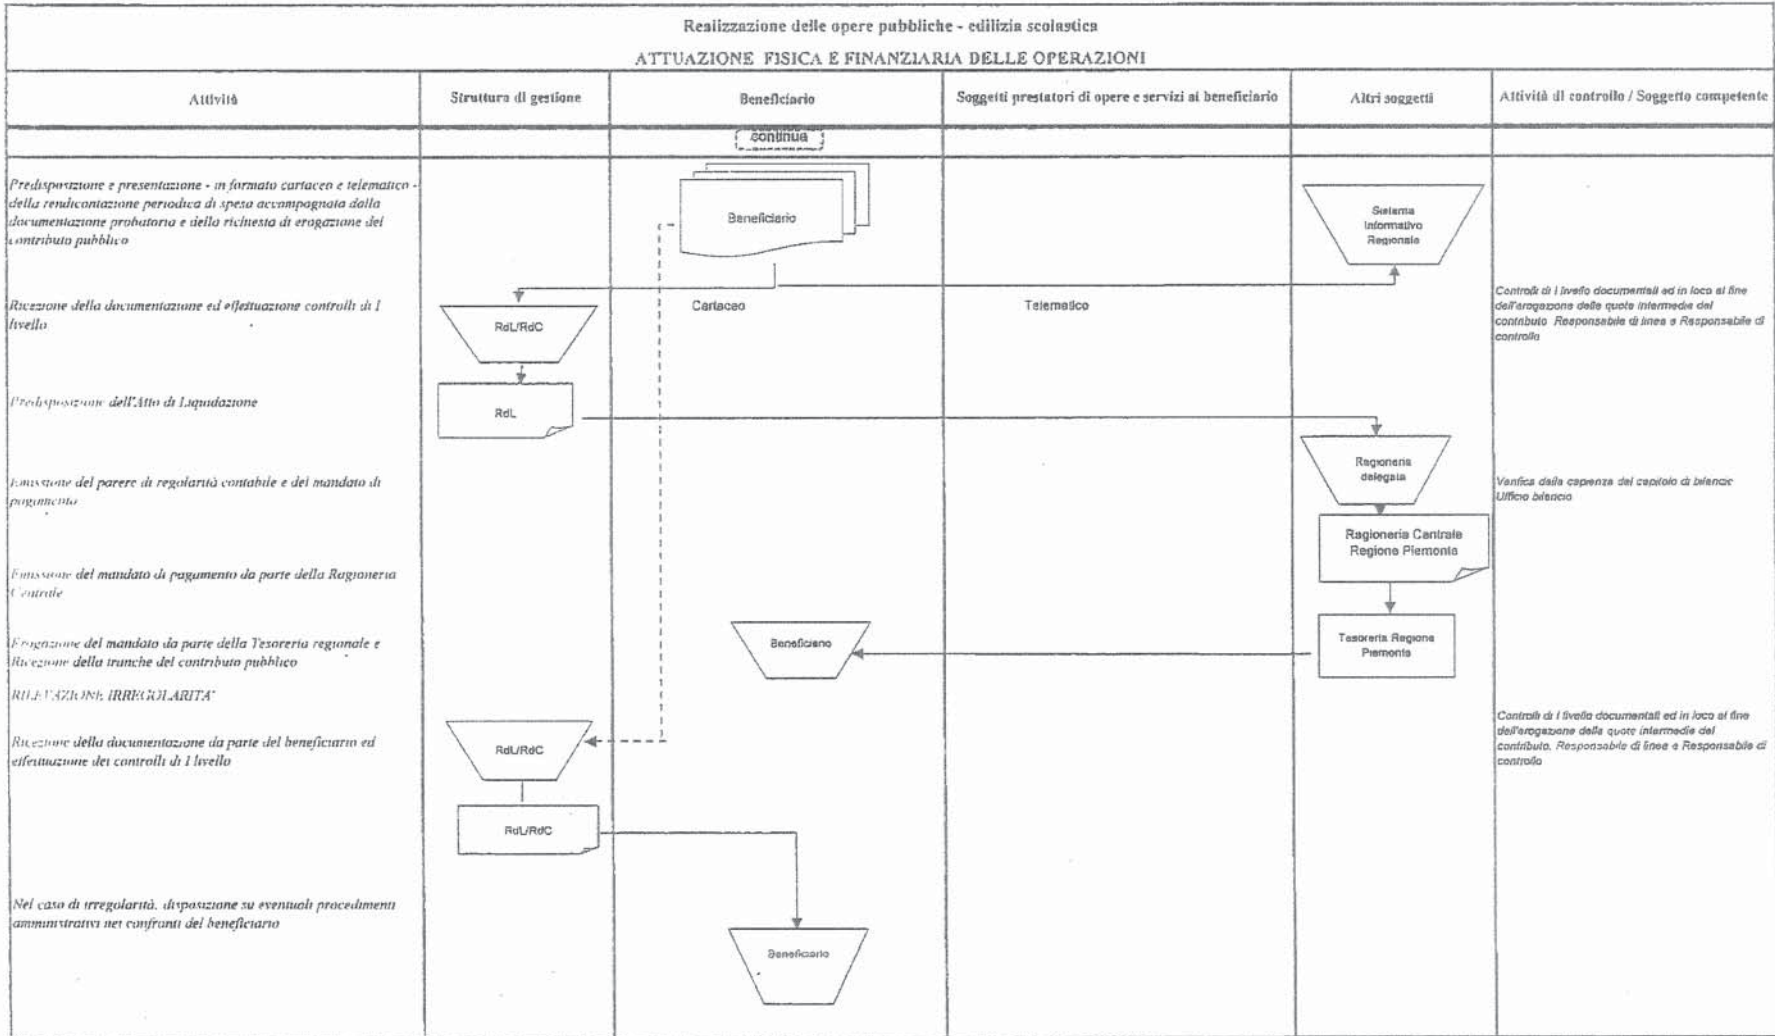 Realizzazione delle opere pubbliche - edilizia scolastica
ATTUAZIONE FISICA E FINANZIARIA DELLE OPERAZIONI
Attività
Struttura di gestione
Beneficiario
Soggetti prestatori di opere e servizi al beneficiario
Altri soggetti
Attività di controllo / Soggetto competente
continua
Predisposizione e presentazione - in formato cartaceo e telematico -
della rendicontazione periodica di spesa accompagnata dalla
documentazione probatoria e della richiesta di erogazione del
contributo pubblico
Beneficiario
Sistema
Informativo
Regionale
Ricezione della documentazione ed effettuazione controlli di I
livello
RdL/RdC
Cartaceo
Telematico
Controlli di I livello documentali ed in loco al fine
dell'erogazione delle quote intermedie del
contributo Responsabile di linea e Responsabile di
controllo
Predisposizione dell'Atto di Liquidazione
RdL
Emissione del parere di regolarità contabile e del mandato di
pagamento
Ragioneria
delegata
Verifica della capienza del capitolo di bilancio
Ufficio bilancio
Ragioneria Centrale
Regione Piemonte
Emissione del mandato di pagamento da parte della Ragioneria
Centrale
Erogazione del mandato da parte della Tesoreria regionale e
Ricezione della tranche del contributo pubblico
Beneficiario
Tesoreria Regione
Piemonte
RILEVAZIONE IRREGOLARITA'
Ricezione della documentazione da parte del beneficiario ed
effettuazione dei controlli di I livello
RdL/RdC
Controlli di I livello documentali ed in loco al fine
dell'erogazione delle quote intermedie del
contributo. Responsabile di linea e Responsabile di
controllo
RdL/RdC
Nel caso di irregolarità, disposizione su eventuali procedimenti
amministrativi nei confronti del beneficiario
Beneficiario